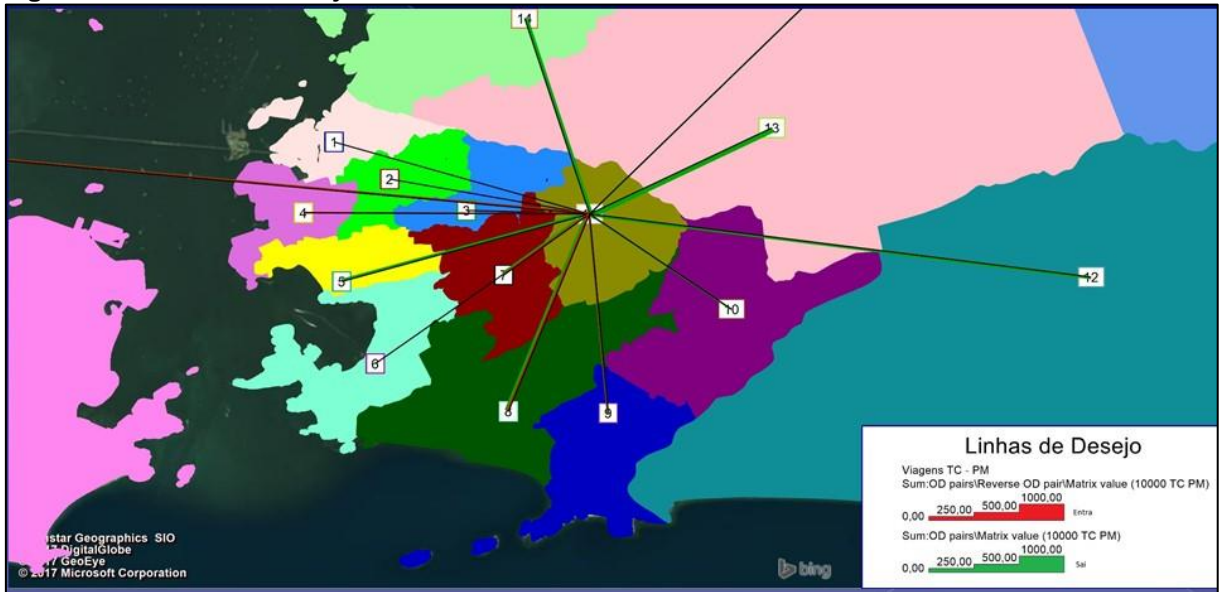 14
13
1
2
4
3
5
7
12
10
6
8
9
Linhas de Desejo
Viagens TC - PM
Sum:OD pairs\Reverse OD pair\Matrix value (10000 TC PM)
0,00 250,00 500,00 1000,00
Entra
Sum:OD pairs\Matrix value (10000 TC PM)
0,00 250,00 500,00 1000,00
Sai
star Geographics SIO
DigitalGlobe
GeoEye
© 2017 Microsoft Corporation
bing